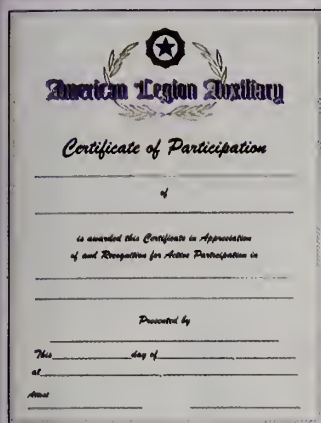 American Legion Auxiliary
Certificate of Participation
of
is awarded this Certificate in Appreciation
of and Recognition for Active Participation in
Presented by
This day of
at
Attest